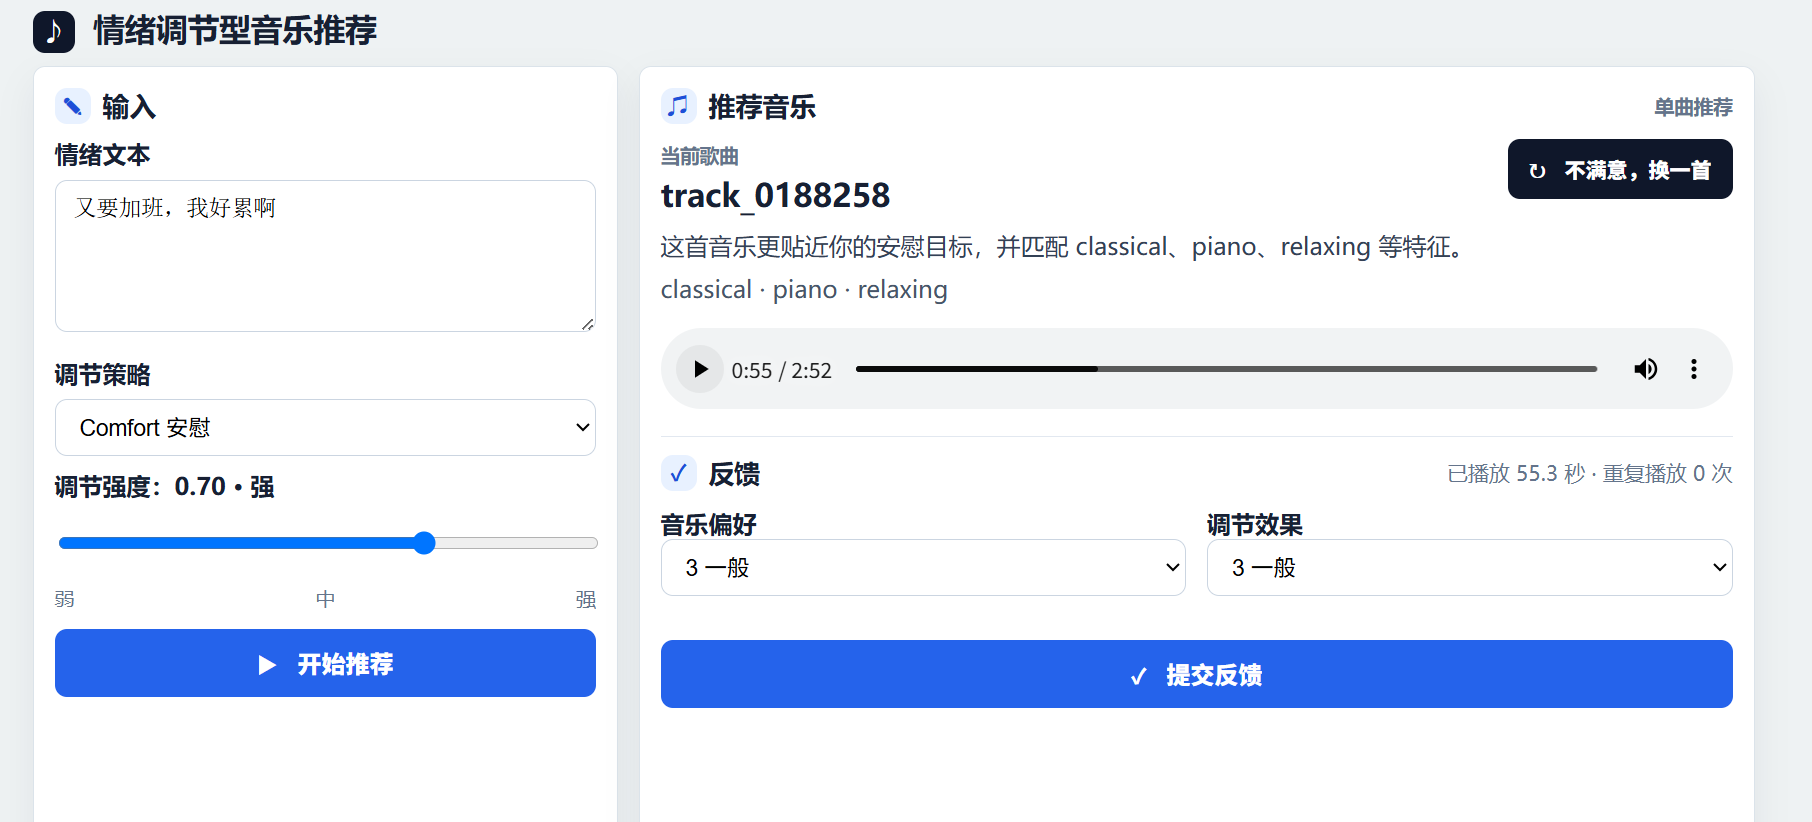 情绪调节型音乐推荐
输入
情绪文本
又要加班，我好累啊
调节策略
Comfort 安慰
调节强度：0.70 • 强
弱 中 强
开始推荐
推荐音乐
单曲推荐
当前歌曲
track_0188258
不满意，换一首
这首音乐更贴近你的安慰目标，并匹配 classical、piano、relaxing 等特征。
classical · piano · relaxing
0:55 / 2:52
反馈
已播放 55.3 秒 · 重复播放 0 次
音乐偏好
3 一般
调节效果
3 一般
提交反馈